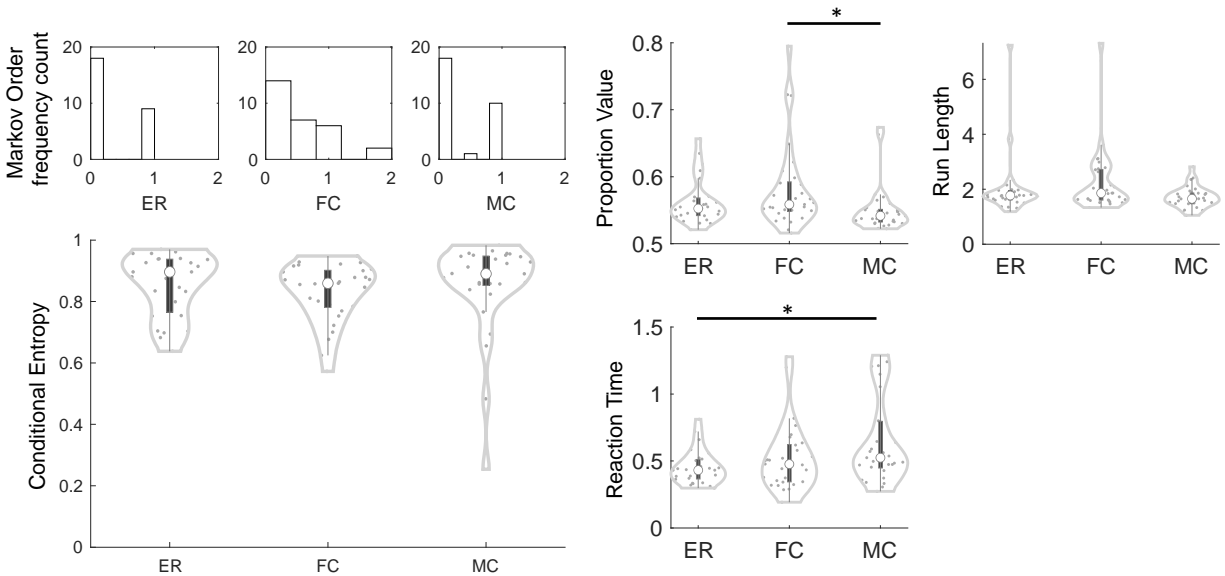 Markov Order
frequency count
20
10
0
0 1 2
ER
20
10
0
0 1 2
FC
20
10
0
0 1 2
MC
Conditional Entropy
1
0.8
0.6
0.4
0.2
0
ER FC MC
*
Proportion Value
0.8
0.7
0.6
0.5
ER FC MC
Run Length
6
4
2
0
ER FC MC
*
Reaction Time
1.5
1
0.5
0
ER FC MC